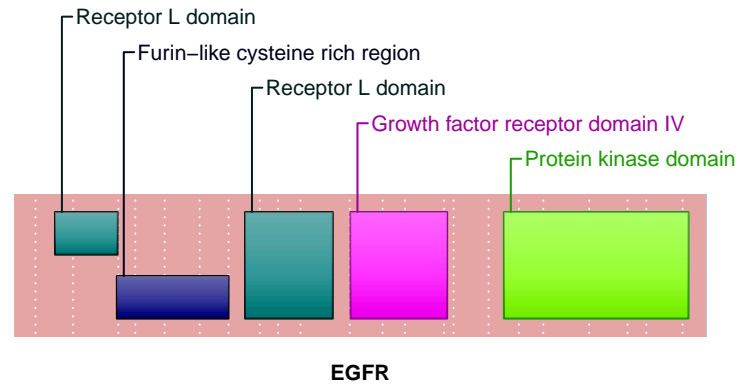 Receptor L domain
Furin−like cysteine rich region
Receptor L domain
Growth factor receptor domain IV
Protein kinase domain
EGFR